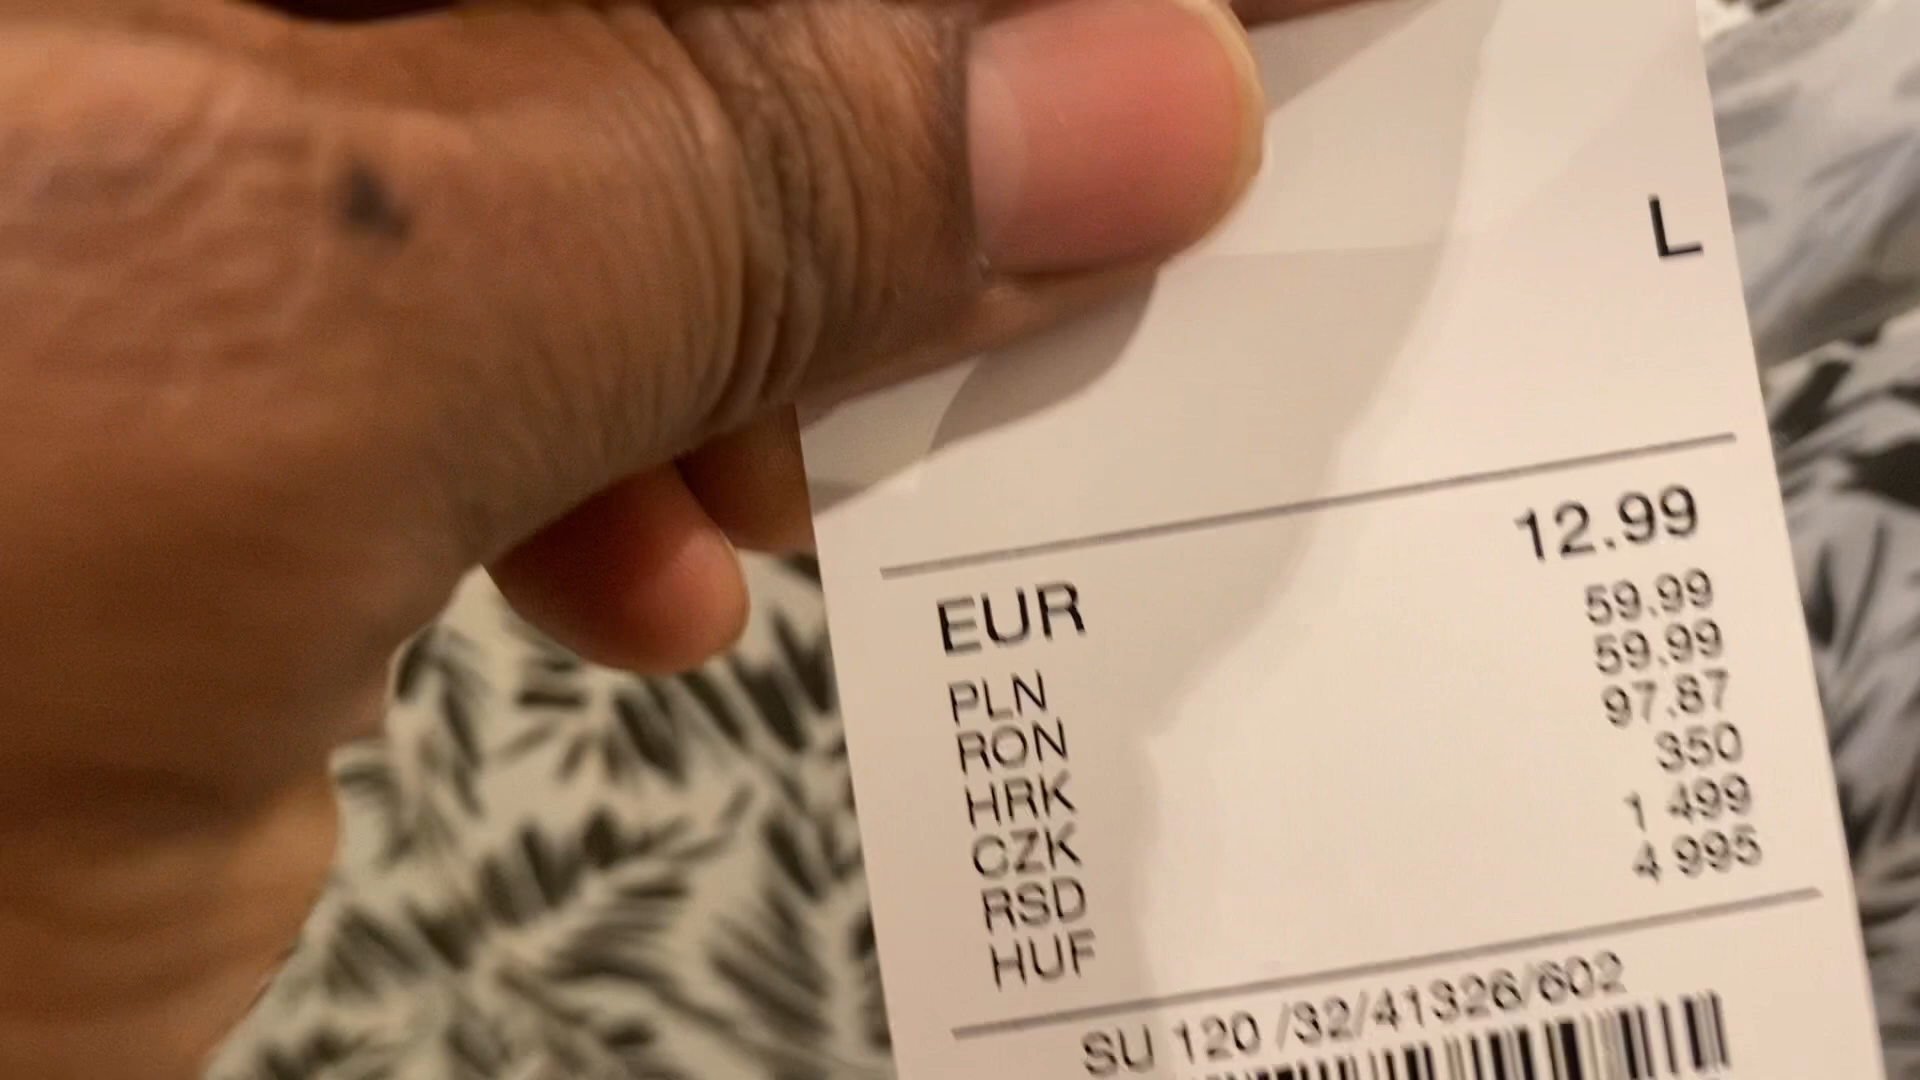 L
EUR 12.99
PLN 59.99
RON 59.99
HRK 97.87
CZK 350
RSD 1 499
HUF 4 995
SU 120 /32/41326/602